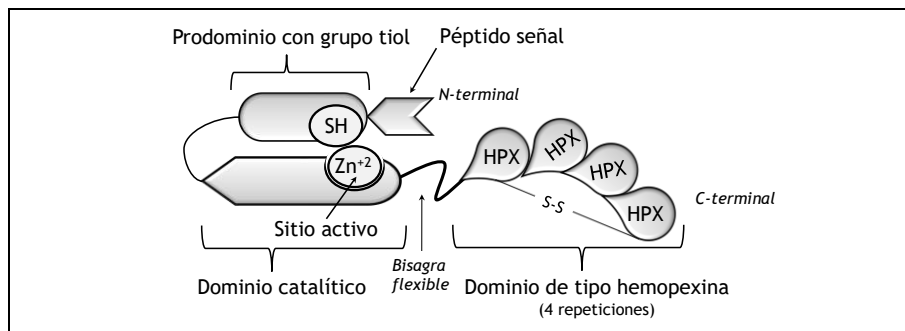 Prodominio con grupo tiol
Péptido señal
N-terminal
SH
Zn+2
HPX
HPX
HPX
HPX
S-S
C-terminal
Sitio activo
Bisagra
flexible
Dominio catalítico
Dominio de tipo hemopexina
(4 repeticiones)